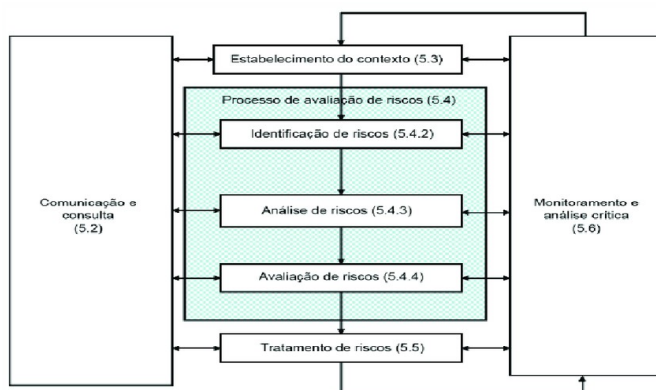 Estabelecimento do contexto (5.3)
Processo de avaliação de riscos (5.4)
Identificação de riscos (5.4.2)
Comunicação e
consulta
(5.2)
Análise de riscos (5.4.3)
Monitoramento e
análise crítica
(5.6)
Avaliação de riscos (5.4.4)
Tratamento de riscos (5.5)